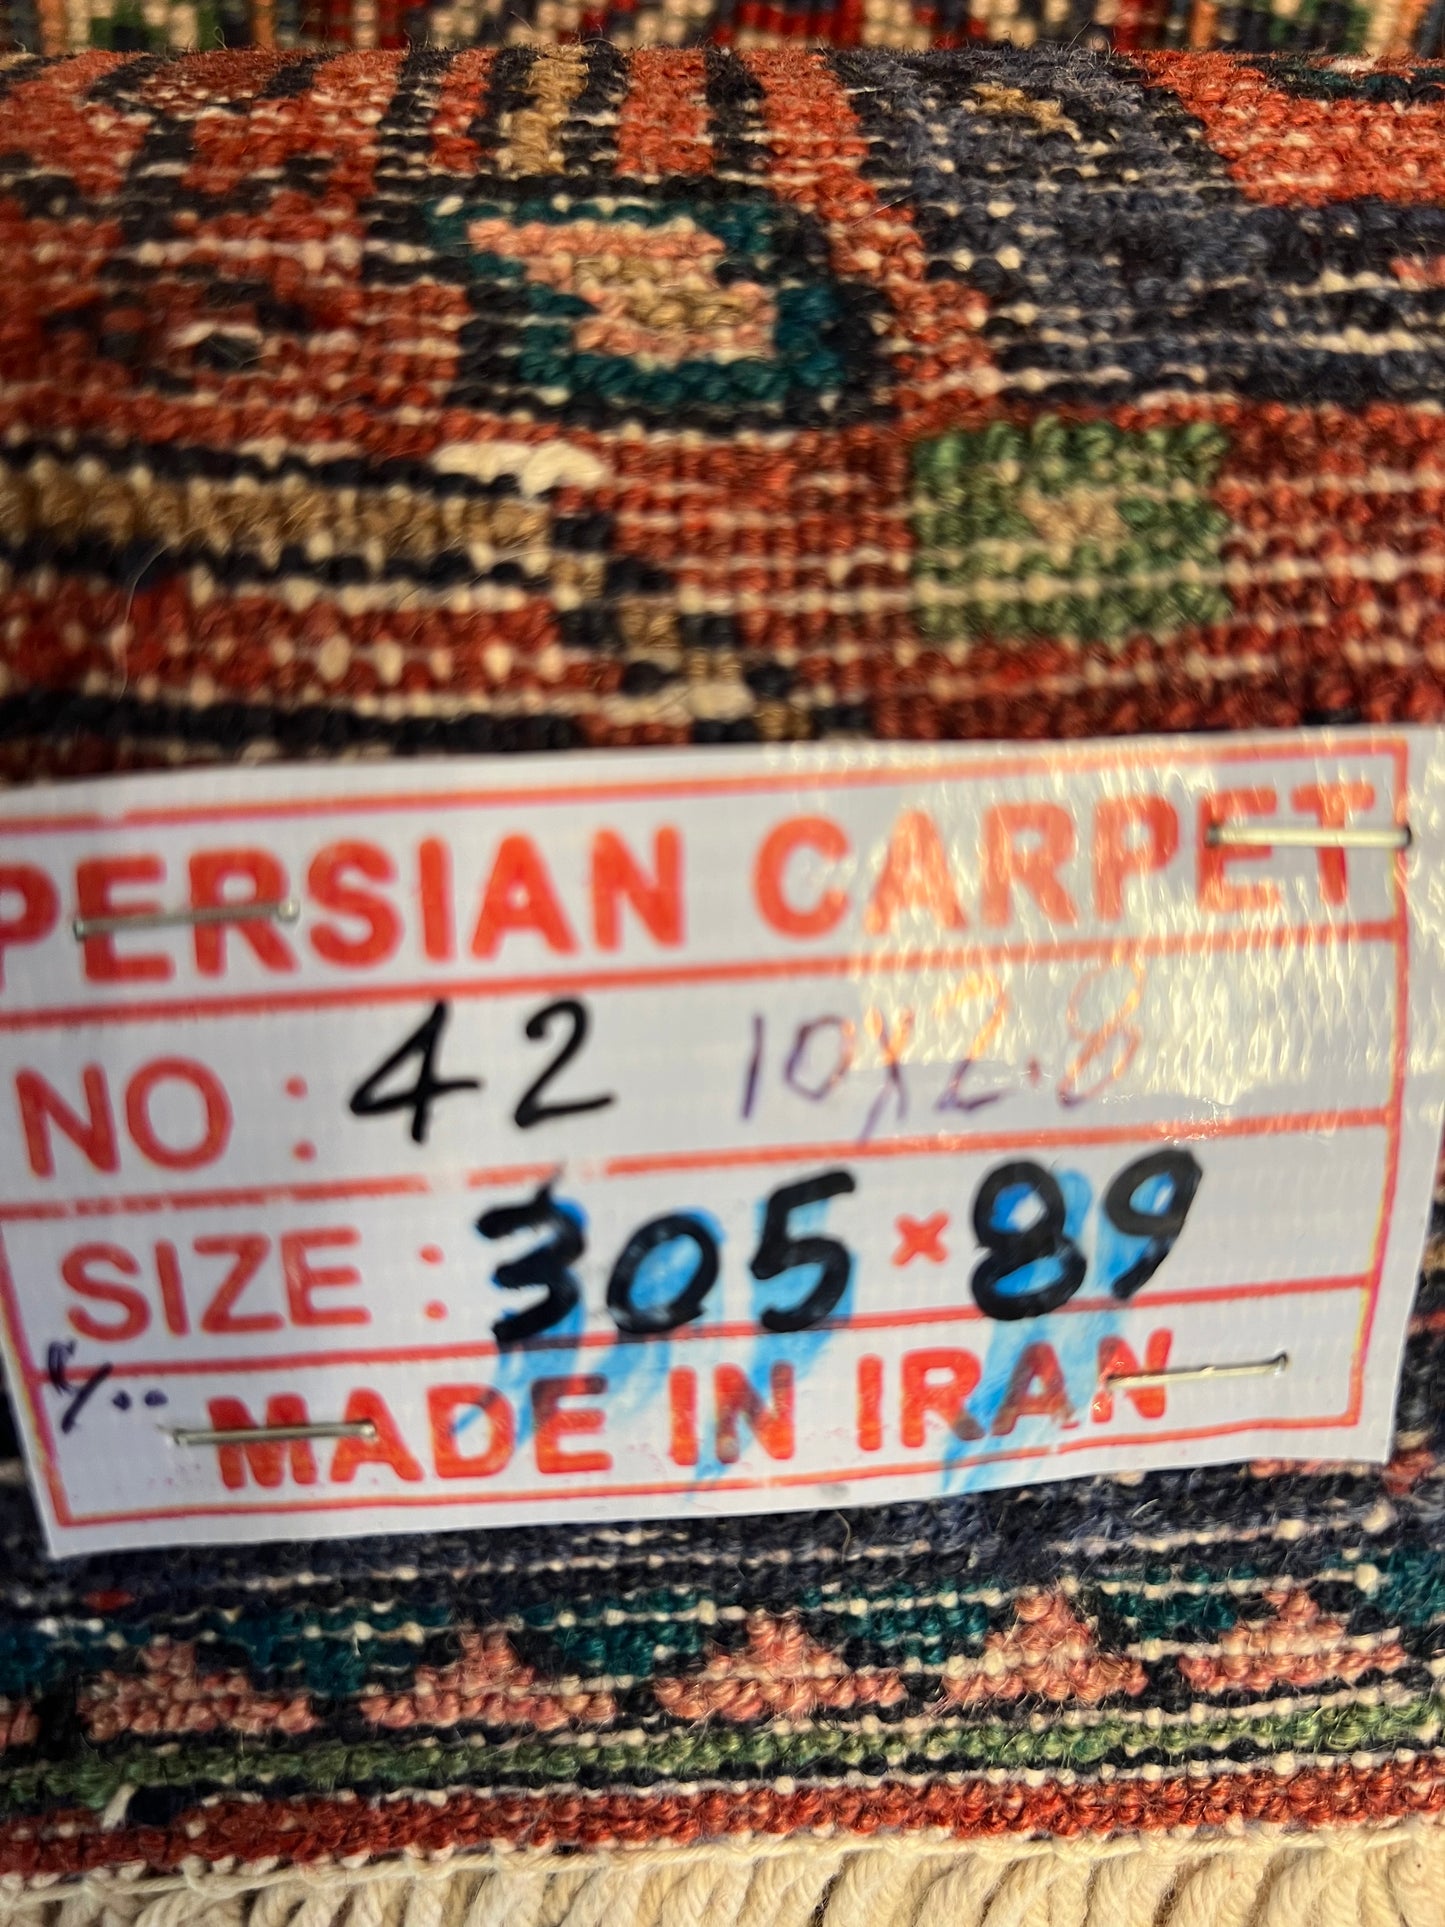 PERSIAN CARPET
NO : 42 10x2.8
SIZE : 305 × 89
MADE IN IRAN